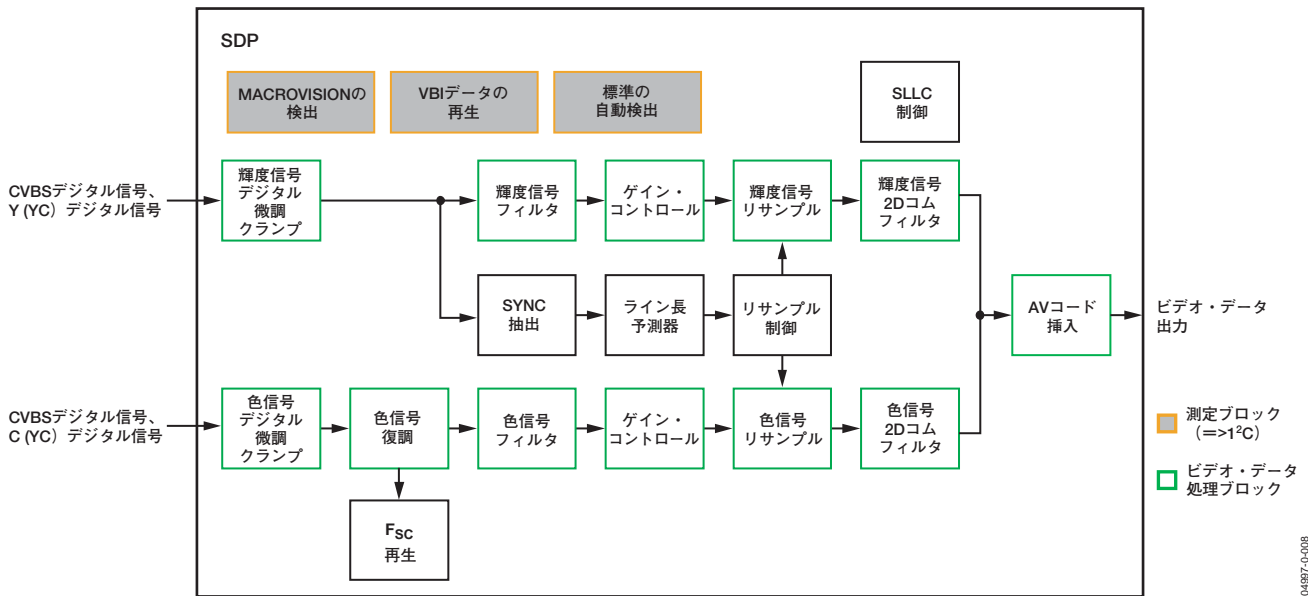 SDP
MACROVISIONの
検出
VBIデータの
再生
標準の
自動検出
SLLC
制御
CVBSデジタル信号、
Y (YC) デジタル信号
輝度信号
デジタル
微調
クランプ
輝度信号
フィルタ
ゲイン・
コントロール
輝度信号
リサンプル
輝度信号
2Dコム
フィルタ
SYNC
抽出
ライン長
予測器
リサンプル
制御
AVコード
挿入
ビデオ・データ
出力
CVBSデジタル信号、
C (YC) デジタル信号
色信号
デジタル
微調
クランプ
色信号
復調
色信号
フィルタ
ゲイン・
コントロール
色信号
リサンプル
色信号
2Dコム
フィルタ
FSC
再生
測定ブロック
(=>1²C)
ビデオ・データ
処理ブロック
04997-0-008